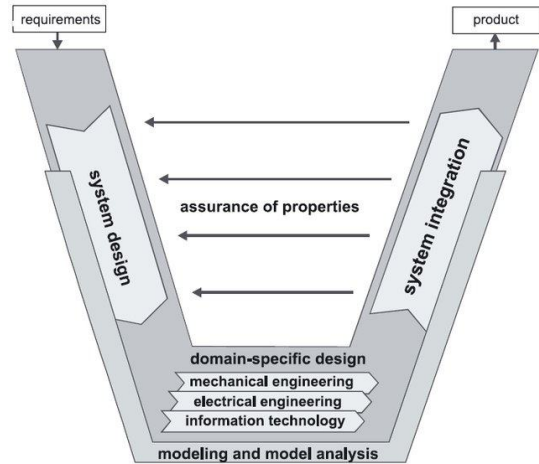 requirements
product
system design
system integration
assurance of properties
domain-specific design
mechanical engineering
electrical engineering
information technology
modeling and model analysis